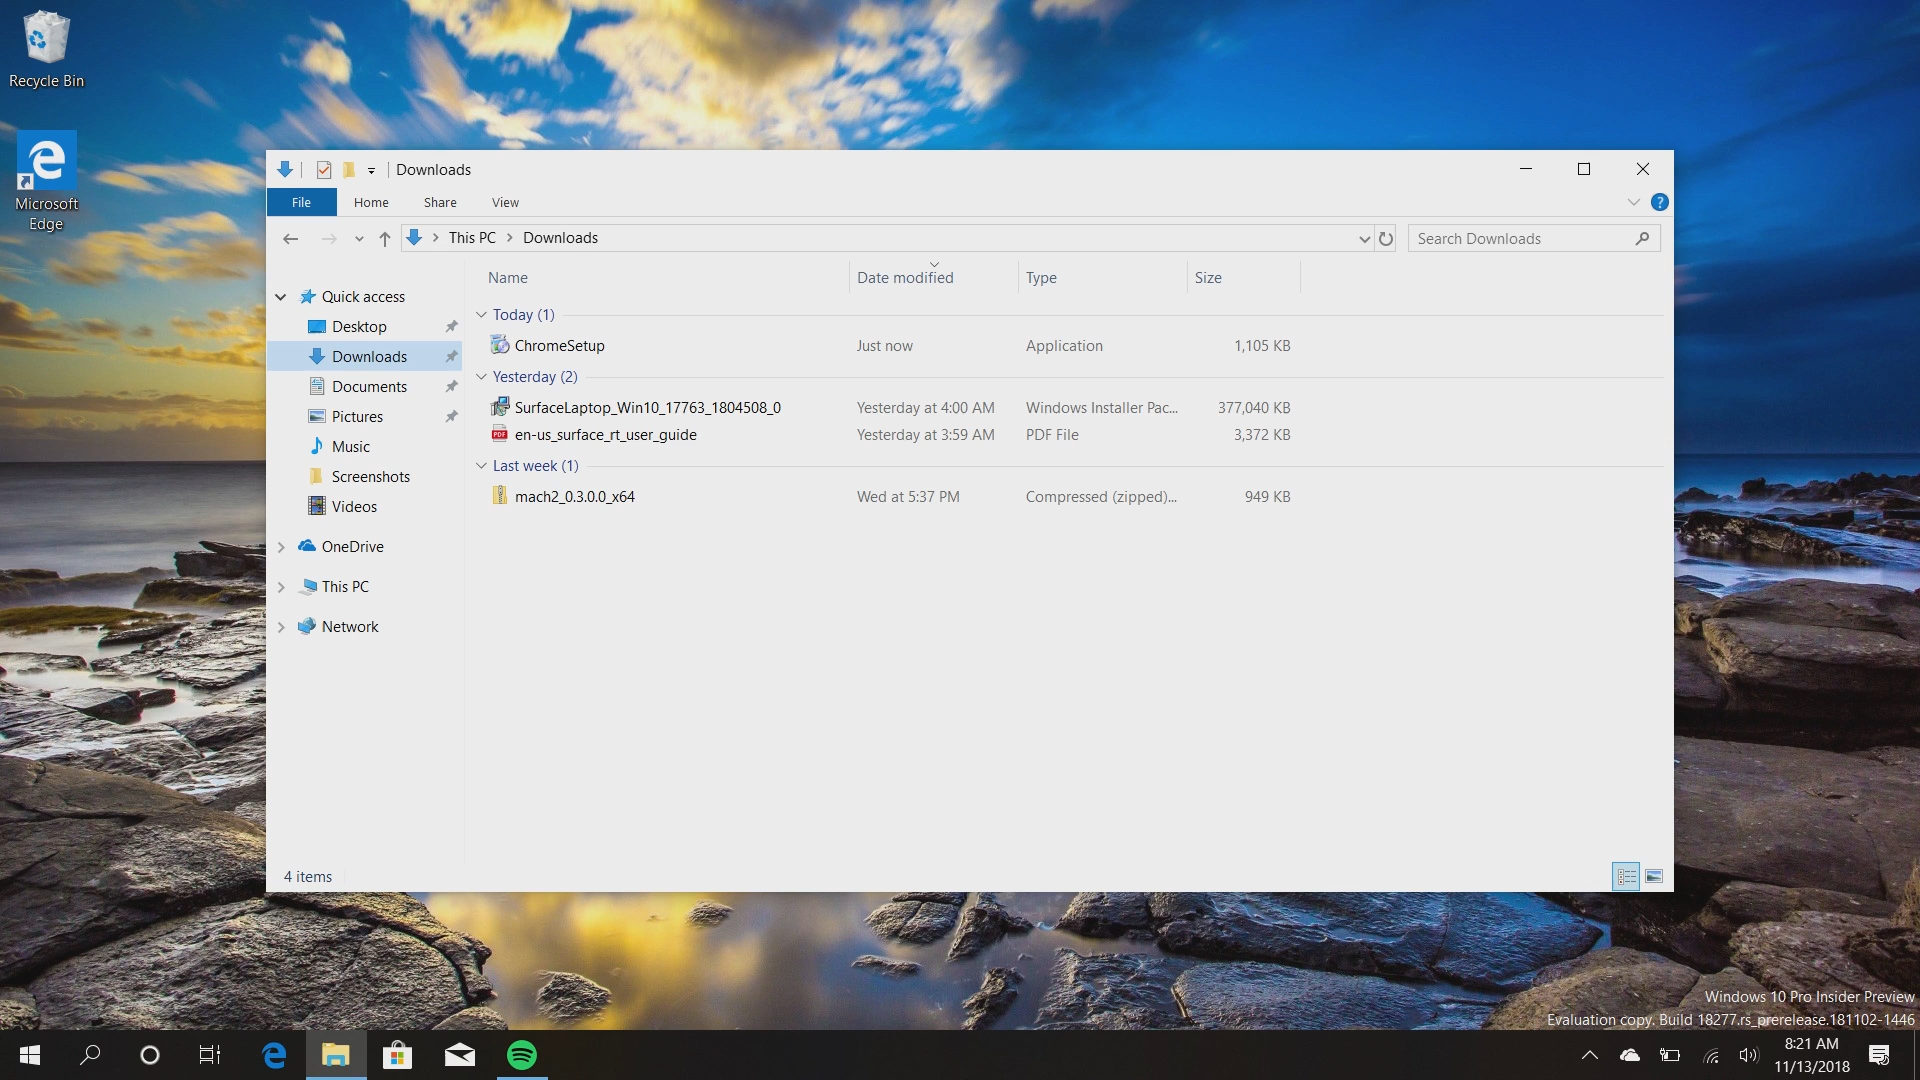 Recycle Bin
Microsoft
Edge
Downloads
File Home Share View
This PC Downloads
Search Downloads
Name Date modified Type Size
Quick access
Desktop
Downloads
Documents
Pictures
Music
Screenshots
Videos
OneDrive
This PC
Network
Today (1)
ChromeSetup Just now Application 1,105 KB
Yesterday (2)
SurfaceLaptop_Win10_17763_1804508_0 Yesterday at 4:00 AM Windows Installer Pac... 377,040 KB
PDF en-us_surface_rt_user_guide Yesterday at 3:59 AM PDF File 3,372 KB
Last week (1)
mach2_0.3.0.0_x64 Wed at 5:37 PM Compressed (zipped)... 949 KB
4 items
Windows 10 Pro Insider Preview
Evaluation copy. Build 18277.rs_prerelease.181102-1446
8:21 AM
11/13/2018